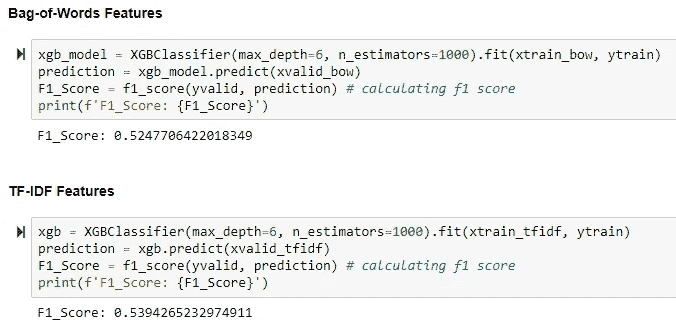 Bag-of-Words Features
xgb_model = XGBClassifier(max_depth=6, n_estimators=1000).fit(xtrain_bow, ytrain)
prediction = xgb_model.predict(xvalid_bow)
F1_Score = f1_score(yvalid, prediction) # calculating f1 score
print(f'F1_Score: {F1_Score}')
F1_Score: 0.5247706422018349
TF-IDF Features
xgb = XGBClassifier(max_depth=6, n_estimators=1000).fit(xtrain_tfidf, ytrain)
prediction = xgb.predict(xvalid_tfidf)
F1_Score = f1_score(yvalid, prediction) # calculating f1 score
print(f'F1_Score: {F1_Score}')
F1_Score: 0.5394265232974911